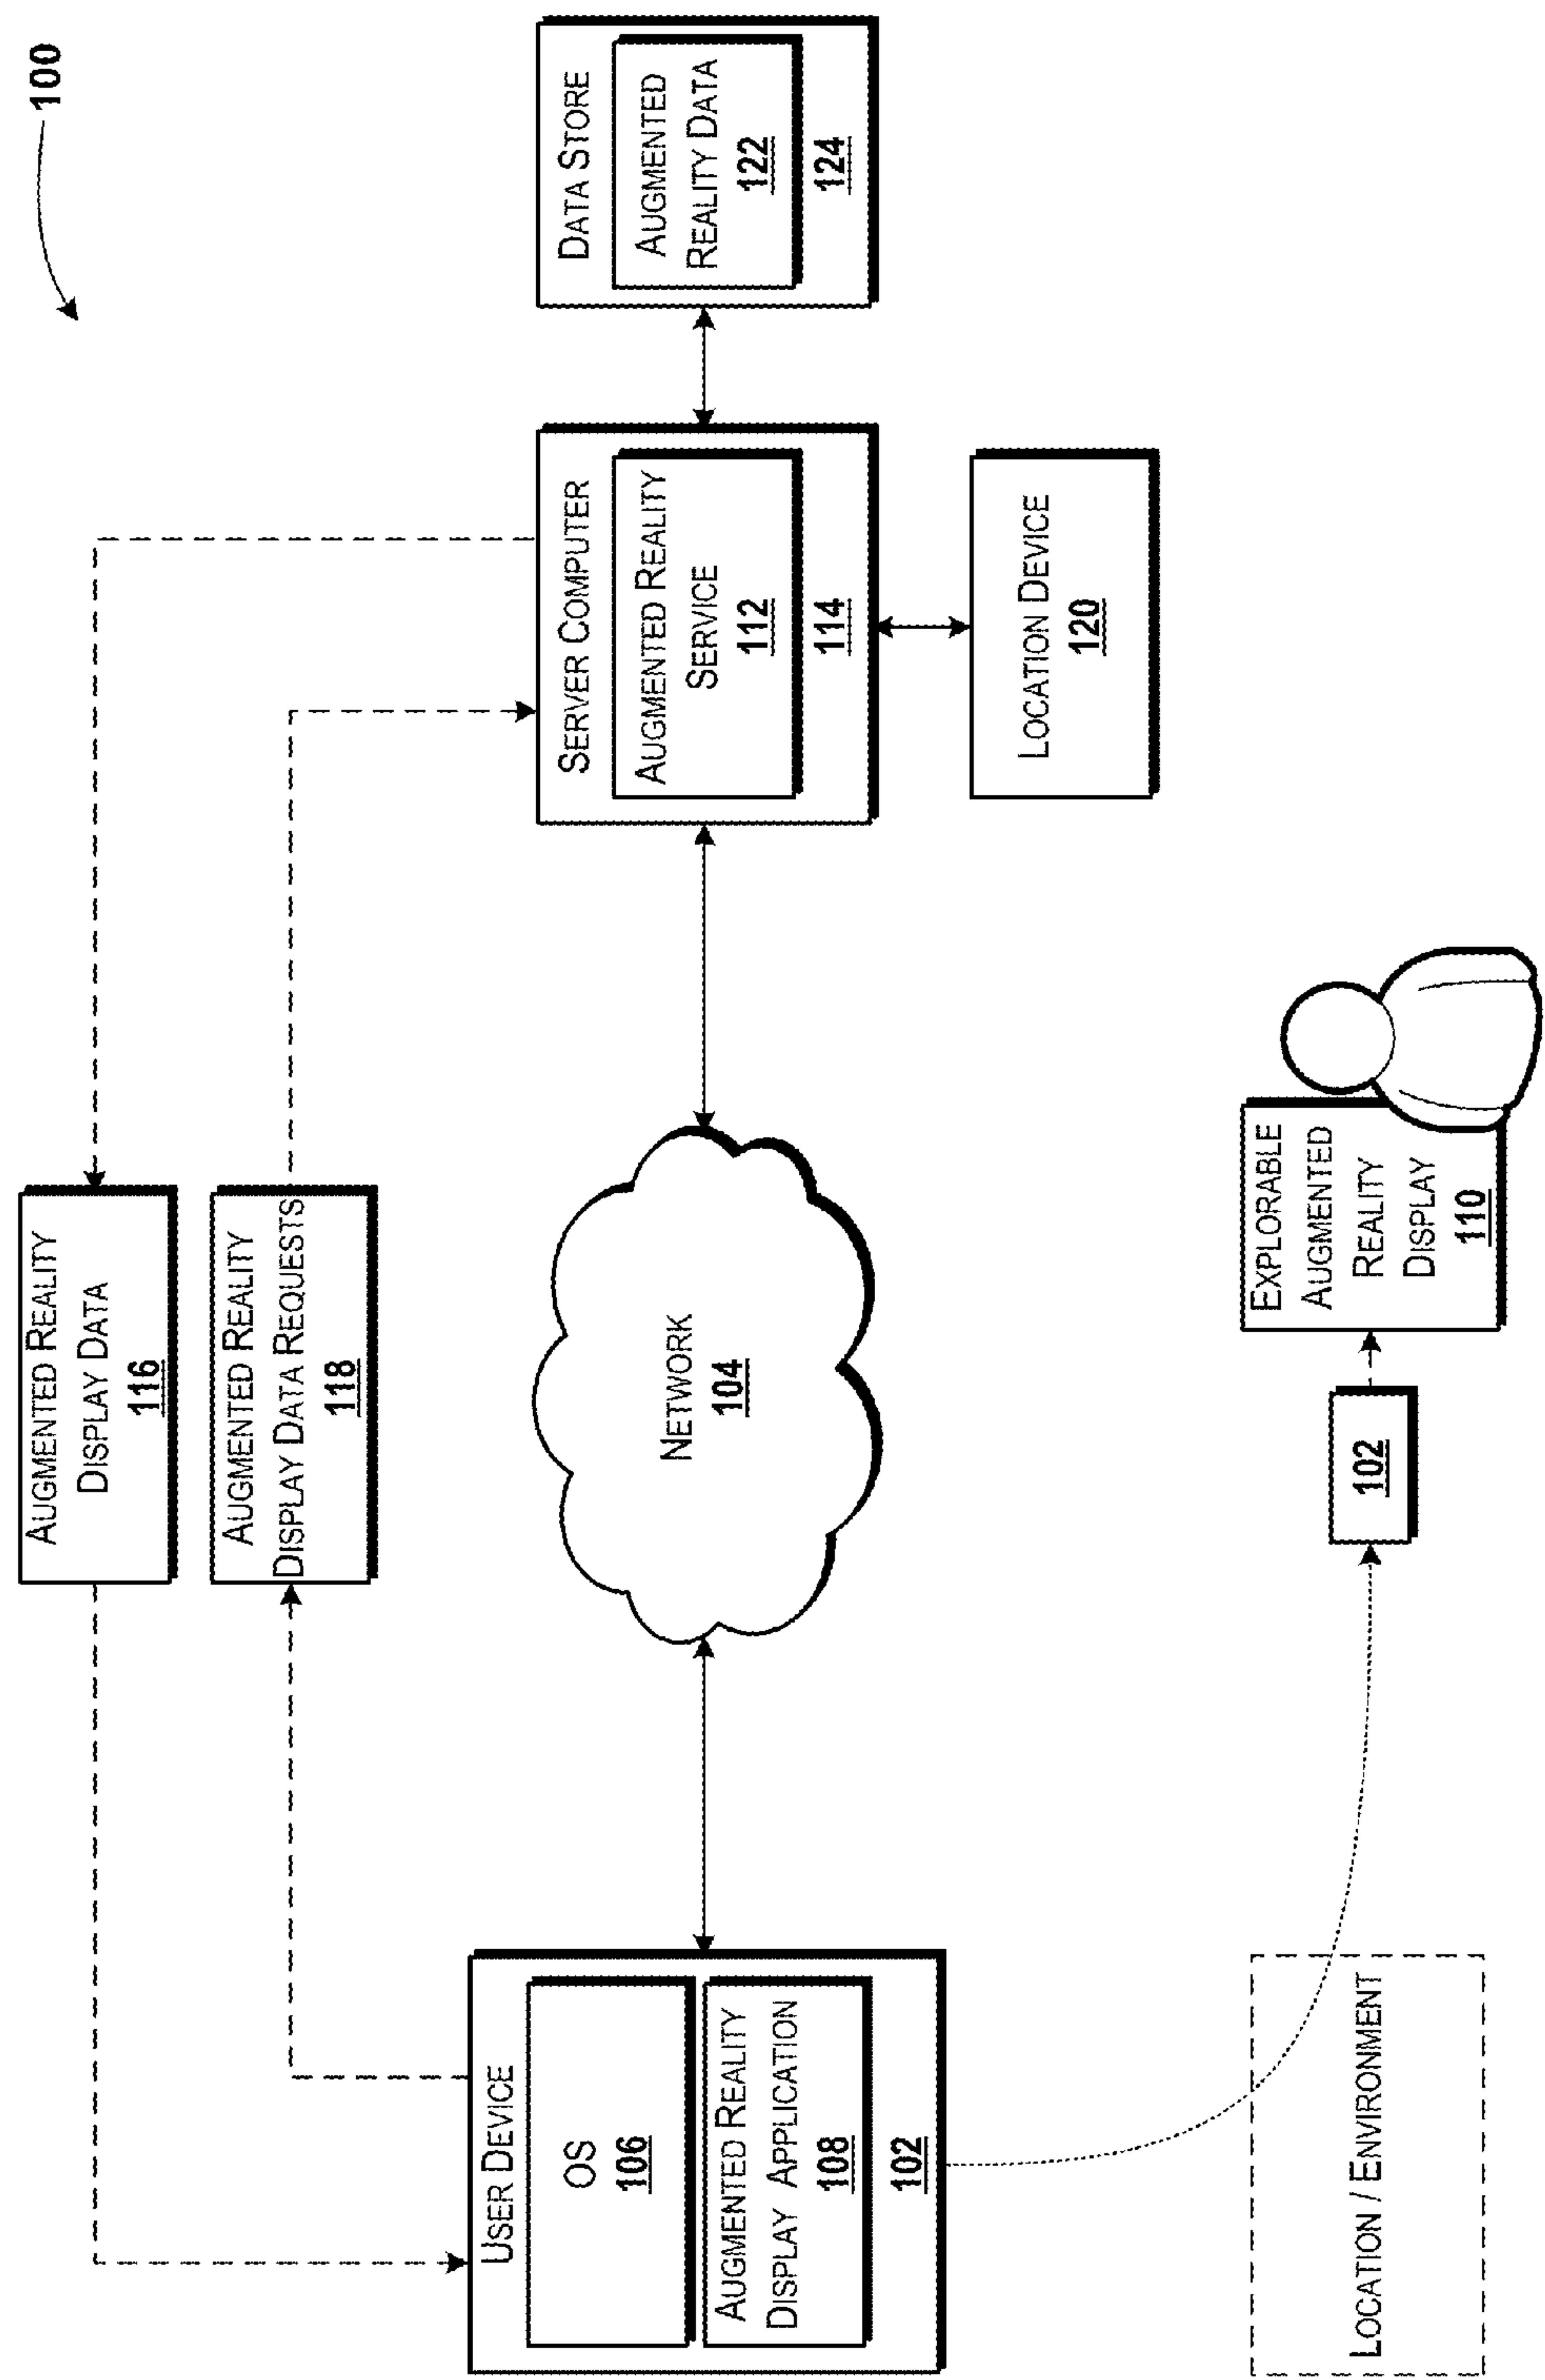 100
AUGMENTED REALITY
DISPLAY DATA
116
AUGMENTED REALITY
DISPLAY DATA REQUESTS
118
USER DEVICE
OS
106
AUGMENTED REALITY
DISPLAY APPLICATION
108
102
NETWORK
104
SERVER COMPUTER
AUGMENTED REALITY
SERVICE
112
114
DATA STORE
AUGMENTED
REALITY DATA
122
124
LOCATION DEVICE
120
LOCATION / ENVIRONMENT
102
EXPLORABLE
AUGMENTED
REALITY
DISPLAY
110